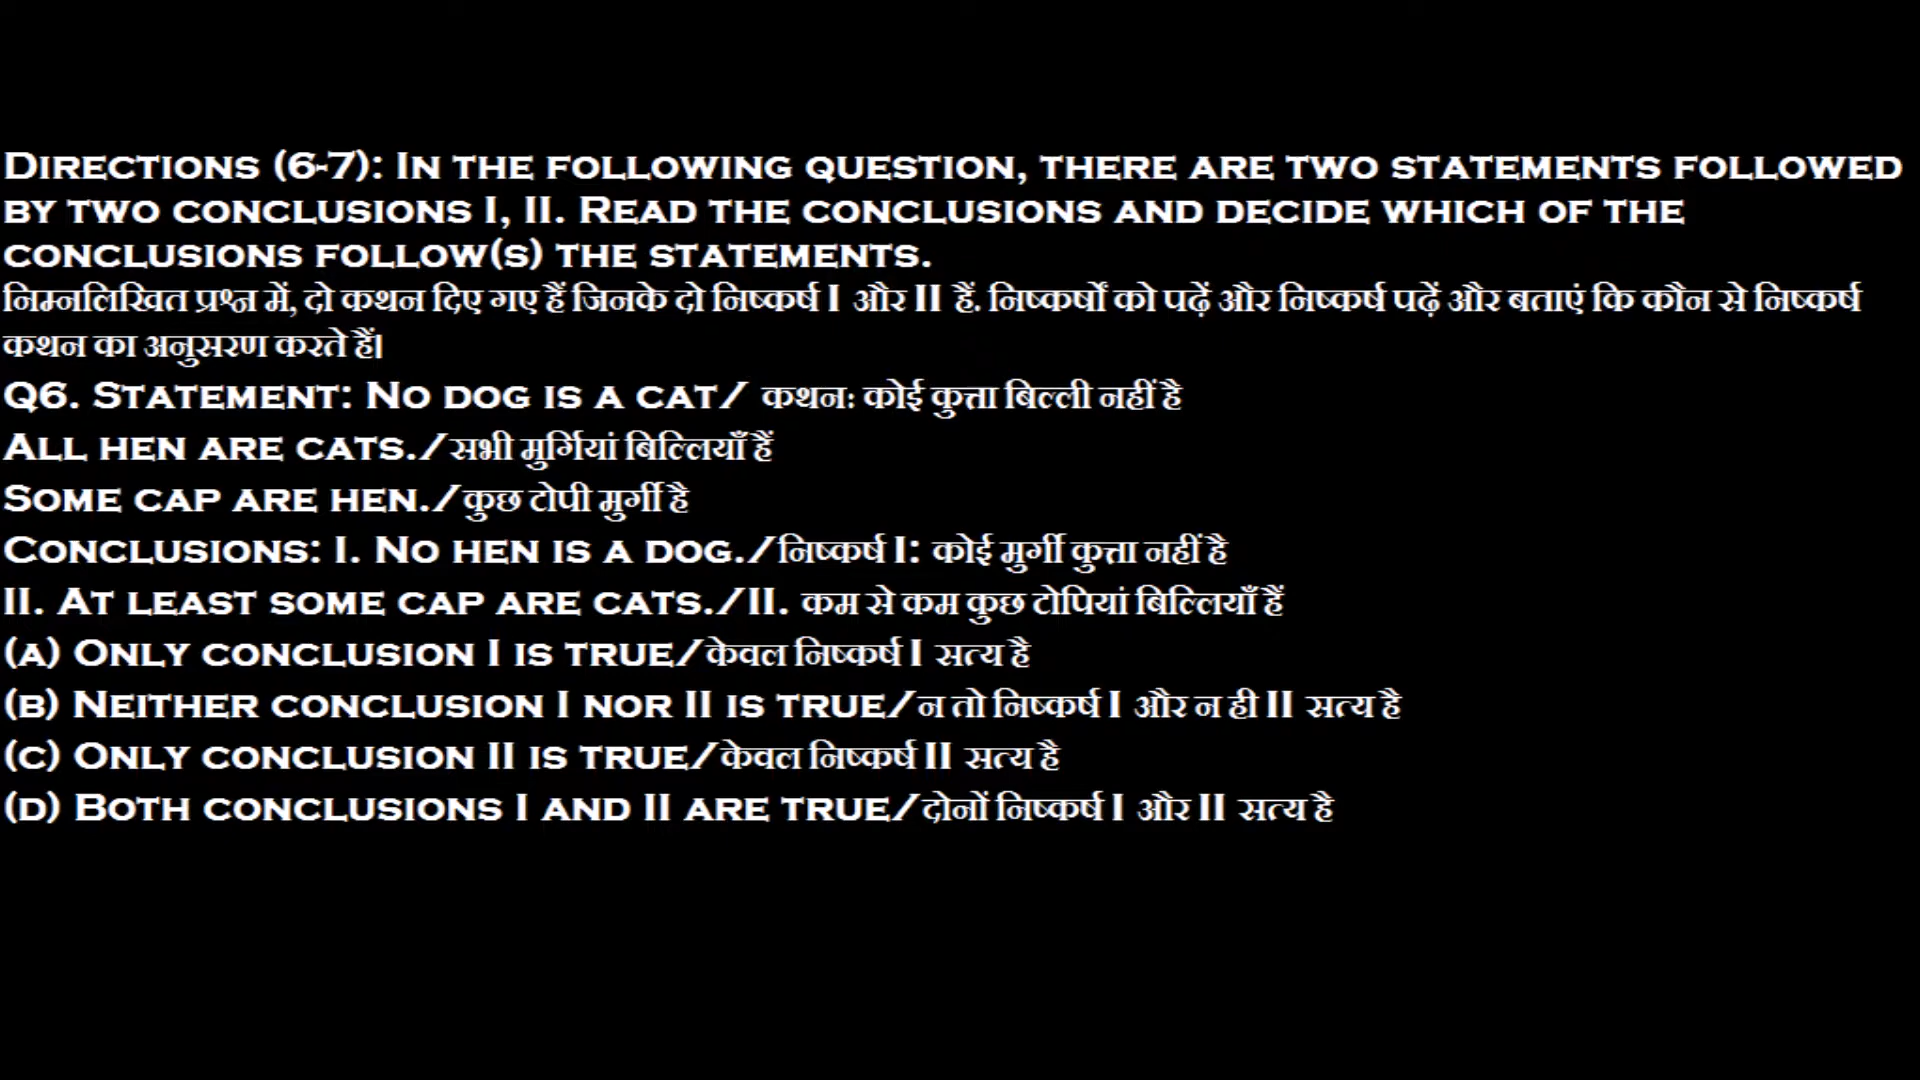 Directions (6-7): In the following question, there are two statements followed
by two conclusions I, II. Read the conclusions and decide which of the
conclusions follow(s) the statements.
निम्नलिखित प्रश्न में, दो कथन दिए गए हैं जिनके दो निष्कर्ष I और II हैं. निष्कर्षों को पढ़ें और निष्कर्ष पढ़ें और बताएं कि कौन से निष्कर्ष
कथन का अनुसरण करते हैं।
Q6. Statement: No dog is a cat/ कथन: कोई कुत्ता बिल्ली नहीं है
All hen are cats./सभी मुर्गियां बिल्लियाँ हैं
Some cap are hen./कुछ टोपी मुर्गी है
Conclusions: I. No hen is a dog./निष्कर्ष I: कोई मुर्गी कुत्ता नहीं है
II. At least some cap are cats./II. कम से कम कुछ टोपियां बिल्लियाँ हैं
(a) Only conclusion I is true/केवल निष्कर्ष I सत्य है
(b) Neither conclusion I nor II is true/न तो निष्कर्ष I और न ही II सत्य है
(c) Only conclusion II is true/केवल निष्कर्ष II सत्य है
(d) Both conclusions I and II are true/दोनों निष्कर्ष I और II सत्य है